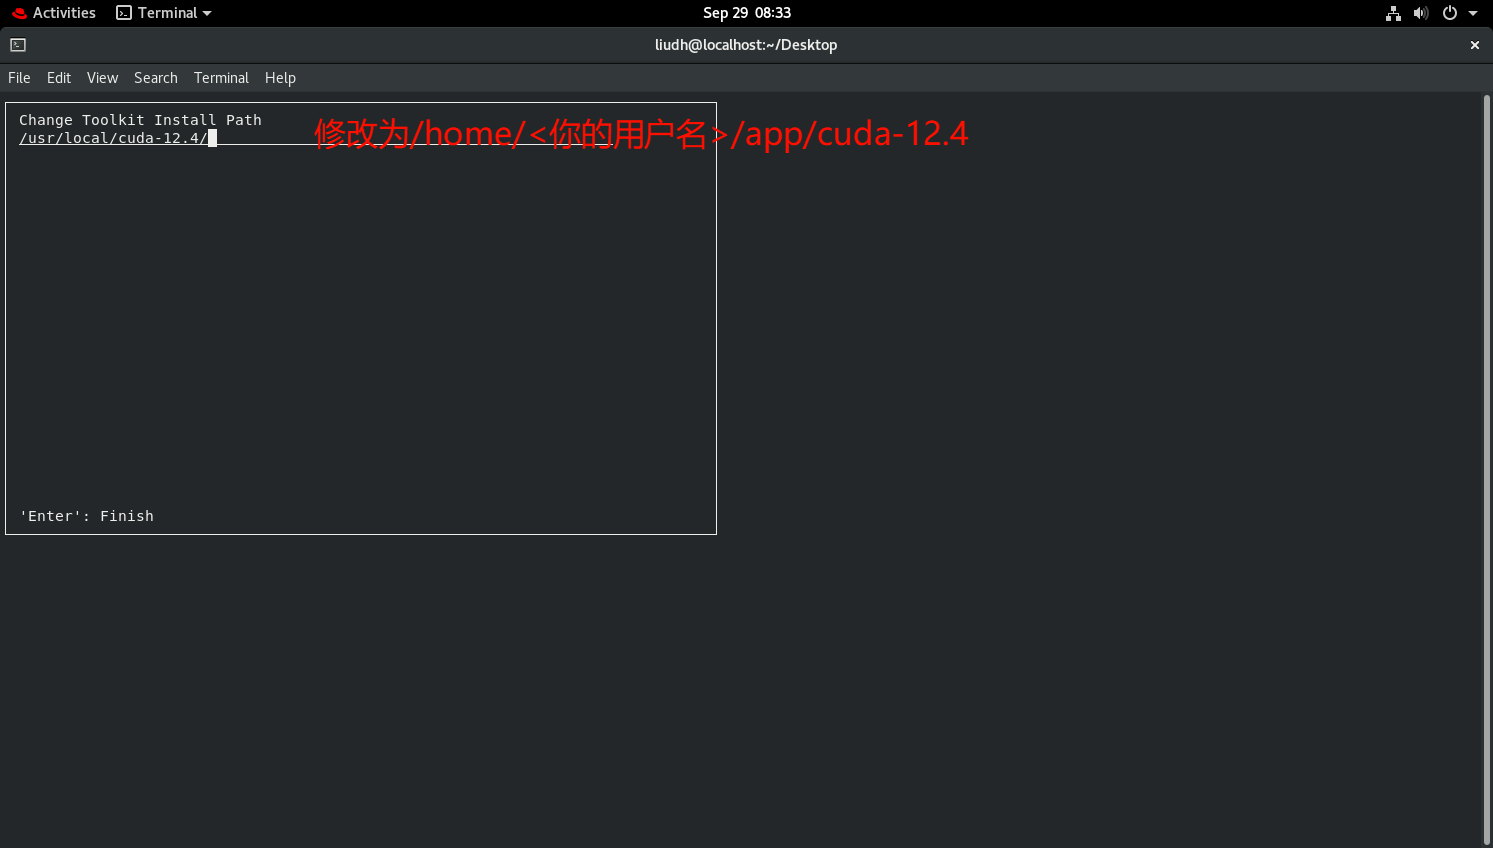 Activities Terminal Sep 29 08:33
liudh@localhost:~/Desktop
File Edit View Search Terminal Help
Change Toolkit Install Path
/usr/local/cuda-12.4/
修改为/home/<你的用户名>/app/cuda-12.4
'Enter': Finish